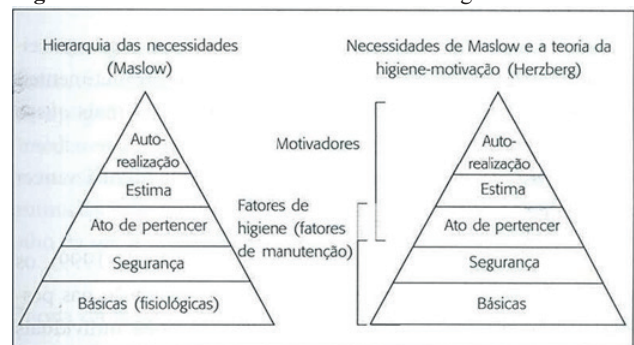 Hierarquia das necessidades
(Maslow)
Auto-
realização
Estima
Ato de pertencer
Segurança
Básicas (fisiológicas)
Necessidades de Maslow e a teoria da
higiene-motivação (Herzberg)
Motivadores
Fatores de
higiene (fatores
de manutenção)
Auto-
realização
Estima
Ato de pertencer
Segurança
Básicas